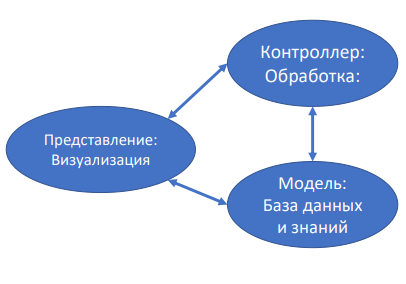 Контроллер:
Обработка:
Представление:
Визуализация
Модель:
База данных
и знаний